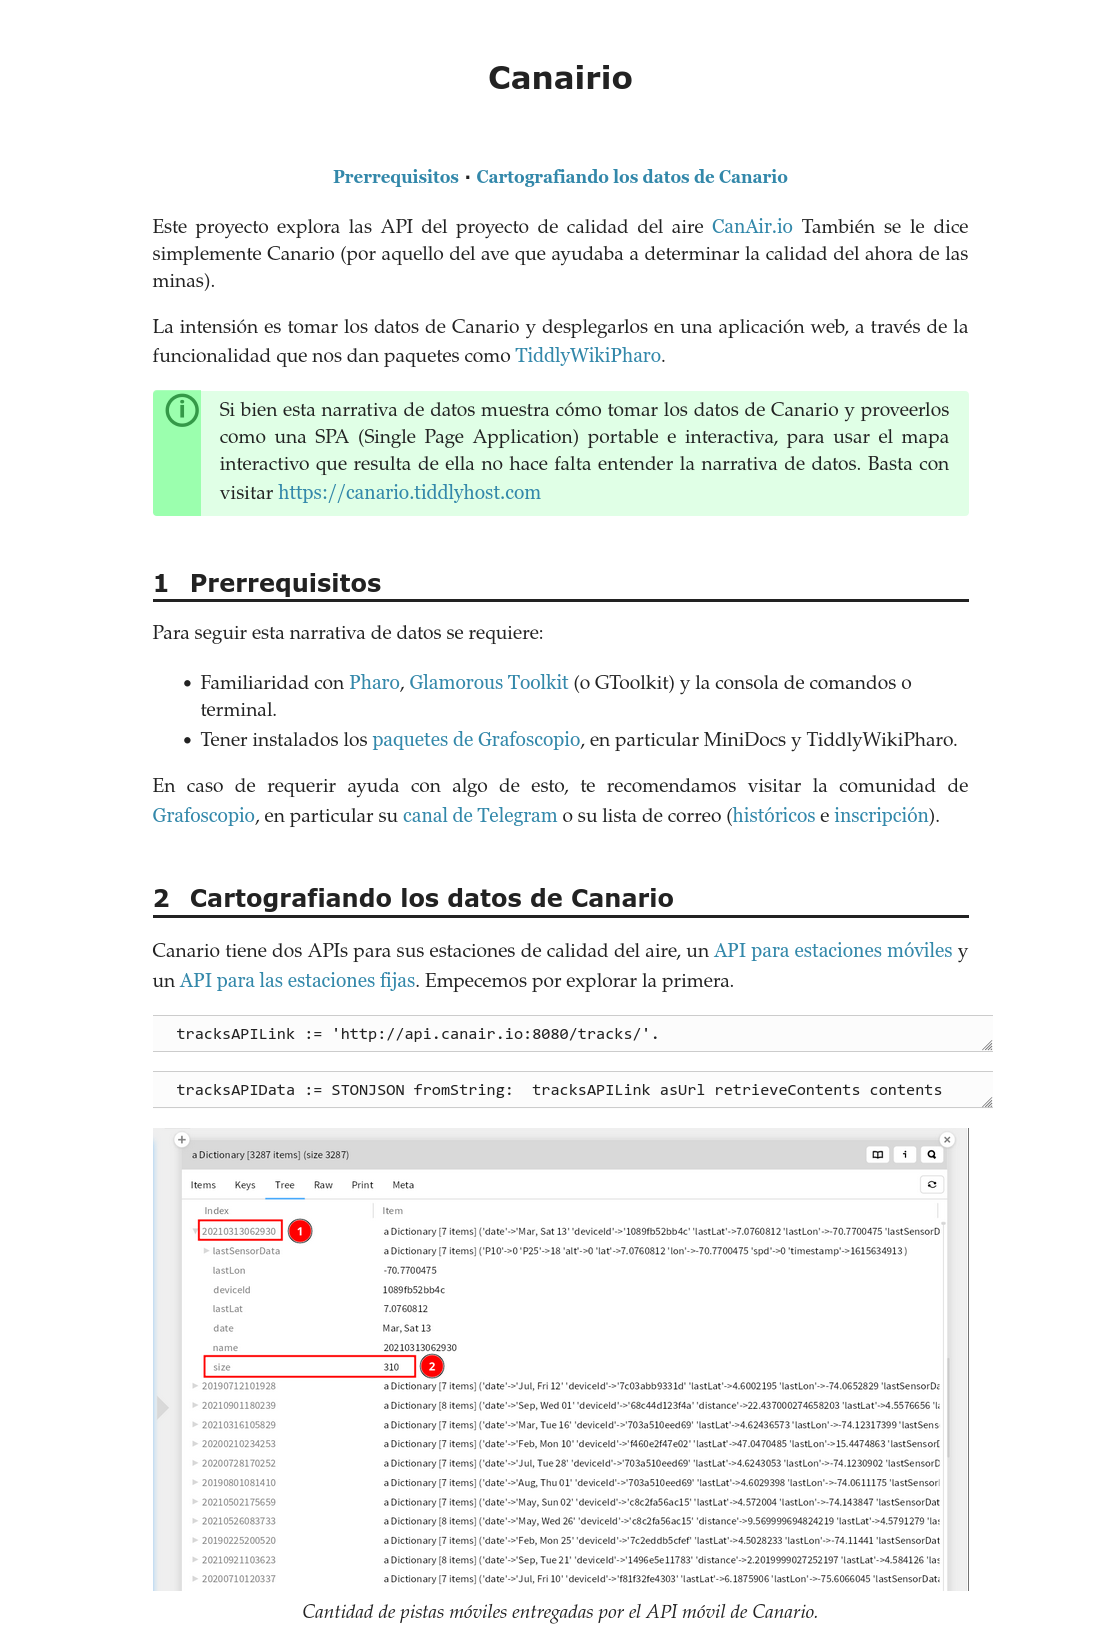 Canairio
Prerrequisitos · Cartografiando los datos de Canario
Este proyecto explora las API del proyecto de calidad del aire CanAir.io También se le dice
simplemente Canario (por aquello del ave que ayudaba a determinar la calidad del ahora de las
minas).
La intensión es tomar los datos de Canario y desplegarlos en una aplicación web, a través de la
funcionalidad que nos dan paquetes como TiddlyWikiPharo.
Si bien esta narrativa de datos muestra cómo tomar los datos de Canario y proveerlos
como una SPA (Single Page Application) portable e interactiva, para usar el mapa
interactivo que resulta de ella no hace falta entender la narrativa de datos. Basta con
visitar https://canario.tiddlyhost.com
1 Prerrequisitos
Para seguir esta narrativa de datos se requiere:
• Familiaridad con Pharo, Glamorous Toolkit (o GToolkit) y la consola de comandos o
terminal.
• Tener instalados los paquetes de Grafoscopio, en particular MiniDocs y TiddlyWikiPharo.
En caso de requerir ayuda con algo de esto, te recomendamos visitar la comunidad de
Grafoscopio, en particular su canal de Telegram o su lista de correo (históricos e inscripción).
2 Cartografiando los datos de Canario
Canario tiene dos APIs para sus estaciones de calidad del aire, un API para estaciones móviles y
un API para las estaciones fijas. Empecemos por explorar la primera.
tracksAPILink := 'http://api.canair.io:8080/tracks/'.
tracksAPIData := STONJSON fromString:  tracksAPILink asUrl retrieveContents contents
a Dictionary [3287 items] (size 3287)
Items Keys Tree Raw Print Meta
Index Item
20210313062930 1 a Dictionary [7 items] ('date'->'Mar, Sat 13' 'deviceId'->'1089fb52bb4c' 'lastLat'->7.0760812 'lastLon'->-70.7700475 'lastSensorD
lastSensorData a Dictionary [7 items] ('P10'->0 'P25'->18 'alt'->0 'lat'->7.0760812 'lon'->-70.7700475 'spd'->0 'timestamp'->1615634913 )
lastLon -70.7700475
deviceId 1089fb52bb4c
lastLat 7.0760812
date Mar, Sat 13
name 20210313062930
size 310 2
20190712101928 a Dictionary [7 items] ('date'->'Jul, Fri 12' 'deviceId'->'7c03abb9331d' 'lastLat'->4.6002195 'lastLon'->-74.0652829 'lastSensorDa
20210901180239 a Dictionary [8 items] ('date'->'Sep, Wed 01' 'deviceId'->'68c44d123f4a' 'distance'->22.437000274658203 'lastLat'->4.5576656 'la
20210316105829 a Dictionary [7 items] ('date'->'Mar, Tue 16' 'deviceId'->'703a510eed69' 'lastLat'->4.62436573 'lastLon'->-74.12317399 'lastSens
20200210234253 a Dictionary [7 items] ('date'->'Feb, Mon 10' 'deviceId'->'f460e2f47e02' 'lastLat'->47.0470485 'lastLon'->15.4474863 'lastSensorD
20200728170252 a Dictionary [7 items] ('date'->'Jul, Tue 28' 'deviceId'->'703a510eed69' 'lastLat'->4.6243053 'lastLon'->-74.1230902 'lastSensorD
20190801081410 a Dictionary [7 items] ('date'->'Aug, Thu 01' 'deviceId'->'703a510eed69' 'lastLat'->4.6029398 'lastLon'->-74.0611175 'lastSensor
20210502175659 a Dictionary [7 items] ('date'->'May, Sun 02' 'deviceId'->'c8c2fa56ac15' 'lastLat'->4.572004 'lastLon'->-74.143847 'lastSensorDat
20210526083733 a Dictionary [8 items] ('date'->'May, Wed 26' 'deviceId'->'c8c2fa56ac15' 'distance'->9.569999694824219 'lastLat'->4.5791279 'las
20190225200520 a Dictionary [7 items] ('date'->'Feb, Mon 25' 'deviceId'->'7c2eddb5cfef' 'lastLat'->4.5028233 'lastLon'->-74.11441 'lastSensorDa
20210921103623 a Dictionary [8 items] ('date'->'Sep, Tue 21' 'deviceId'->'1496e5e11783' 'distance'->2.2019999027252197 'lastLat'->4.584126 'las
20200710120337 a Dictionary [7 items] ('date'->'Jul, Fri 10' 'deviceId'->'f81f32fe4303' 'lastLat'->6.1875906 'lastLon'->-75.6066045 'lastSensorData
Cantidad de pistas móviles entregadas por el API móvil de Canario.